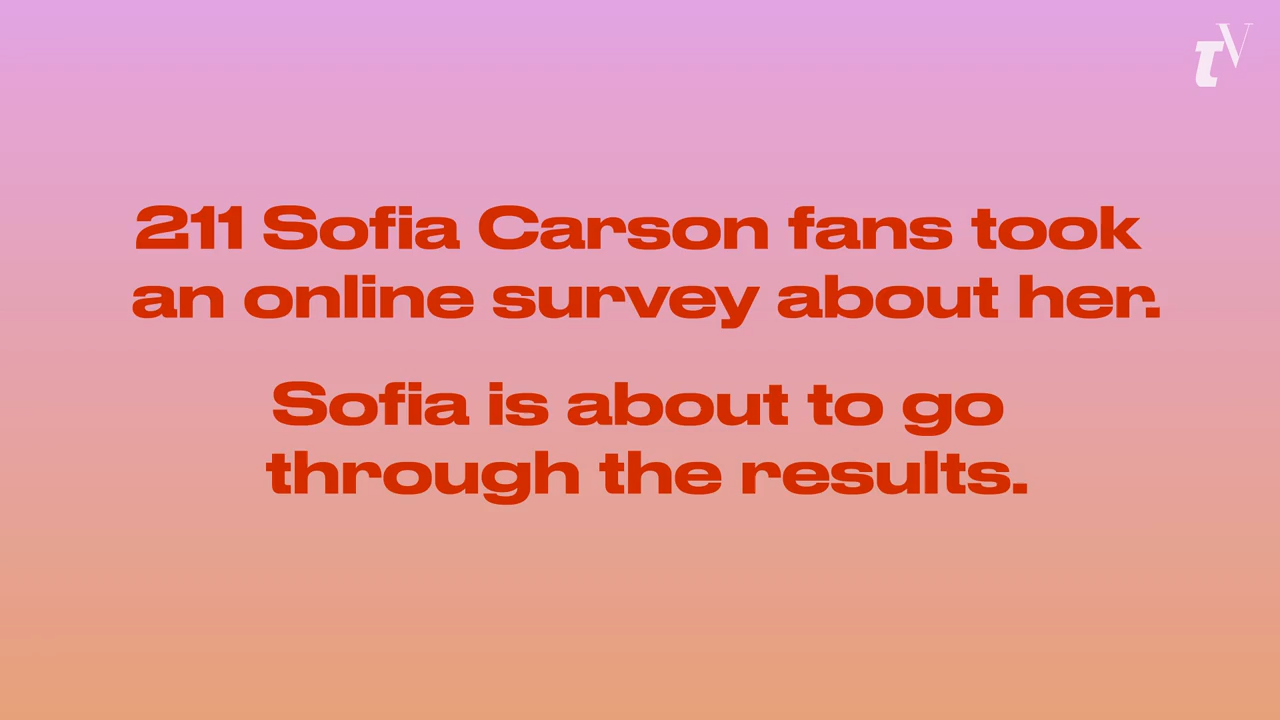 tV
211 Sofia Carson fans took
an online survey about her.
Sofia is about to go
through the results.